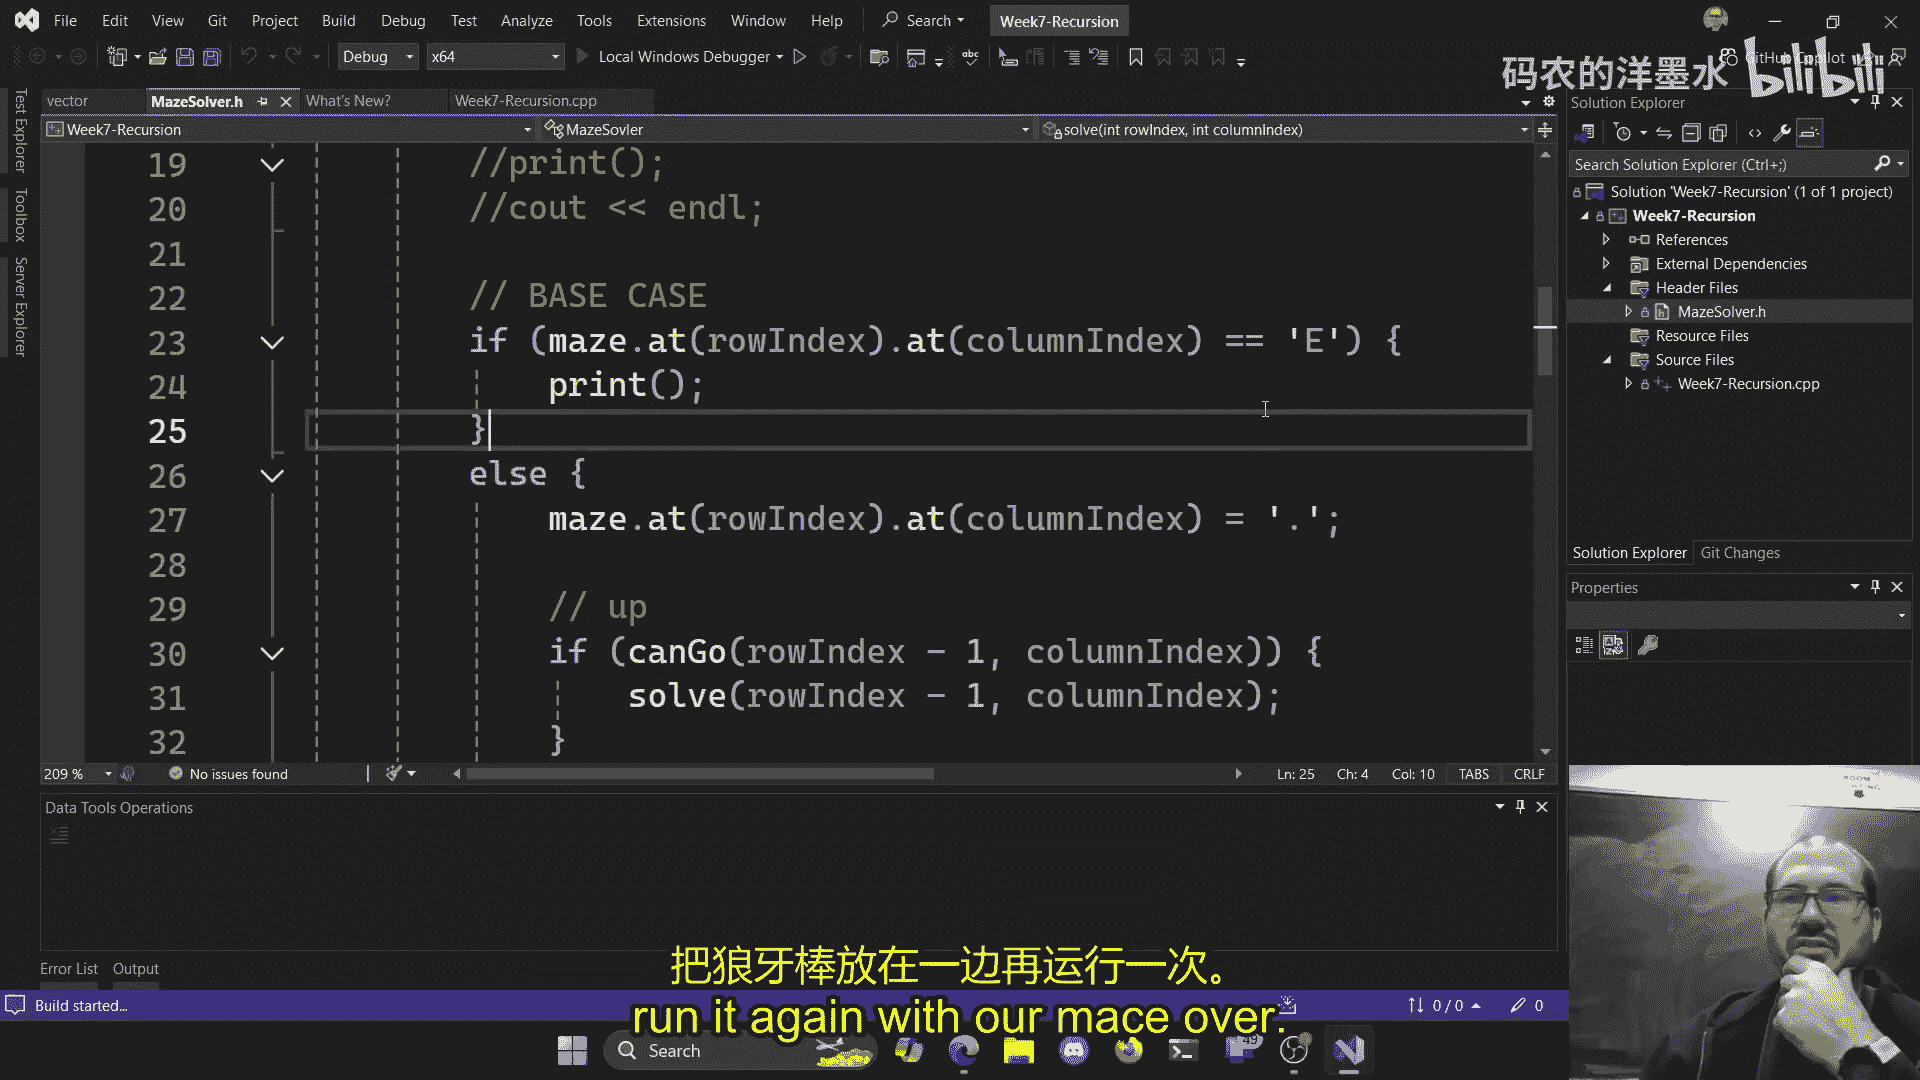 File Edit View Git Project Build Debug Test Analyze Tools Extensions Window Help Search Week7-Recursion
Debug x64 Local Windows Debugger GitHub Copilot
码农的洋墨水 bilibili
vector MazeSolver.h What's New? Week7-Recursion.cpp
Week7-Recursion MazeSovler solve(int rowIndex, int columnIndex)
Test Explorer
Toolbox
Server Explorer
19 //print();
20 //cout << endl;
21
22 // BASE CASE
23 if (maze.at(rowIndex).at(columnIndex) == 'E') {
24 print();
25 }
26 else {
27 maze.at(rowIndex).at(columnIndex) = '.';
28
29 // up
30 if (canGo(rowIndex - 1, columnIndex)) {
31 solve(rowIndex - 1, columnIndex);
32 }
209 % No issues found Ln: 25 Ch: 4 Col: 10 TABS CRLF
Data Tools Operations
Error List Output
Solution Explorer
Search Solution Explorer (Ctrl+;)
Solution 'Week7-Recursion' (1 of 1 project)
Week7-Recursion
References
External Dependencies
Header Files
MazeSolver.h
Resource Files
Source Files
Week7-Recursion.cpp
Solution Explorer Git Changes
Properties
把狼牙棒放在一边再运行一次。
run it again with our mace over.
Build started... 0 / 0 0
Search 49